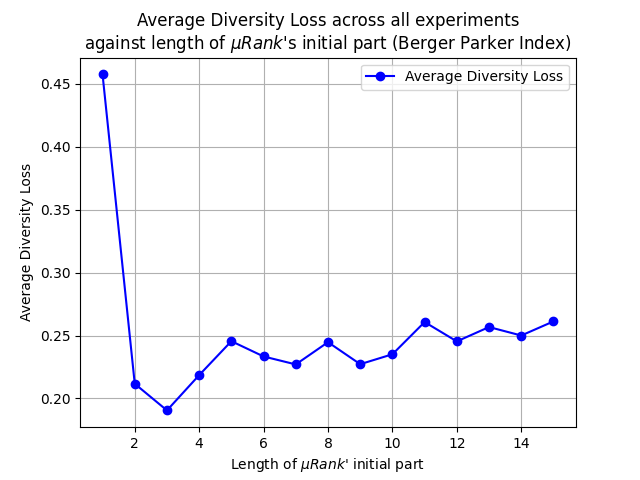 Average Diversity Loss across all experiments
against length of μRank's initial part (Berger Parker Index)
Average Diversity Loss
Average Diversity Loss
0.45
0.40
0.35
0.30
0.25
0.20
2 4 6 8 10 12 14
Length of μRank' initial part